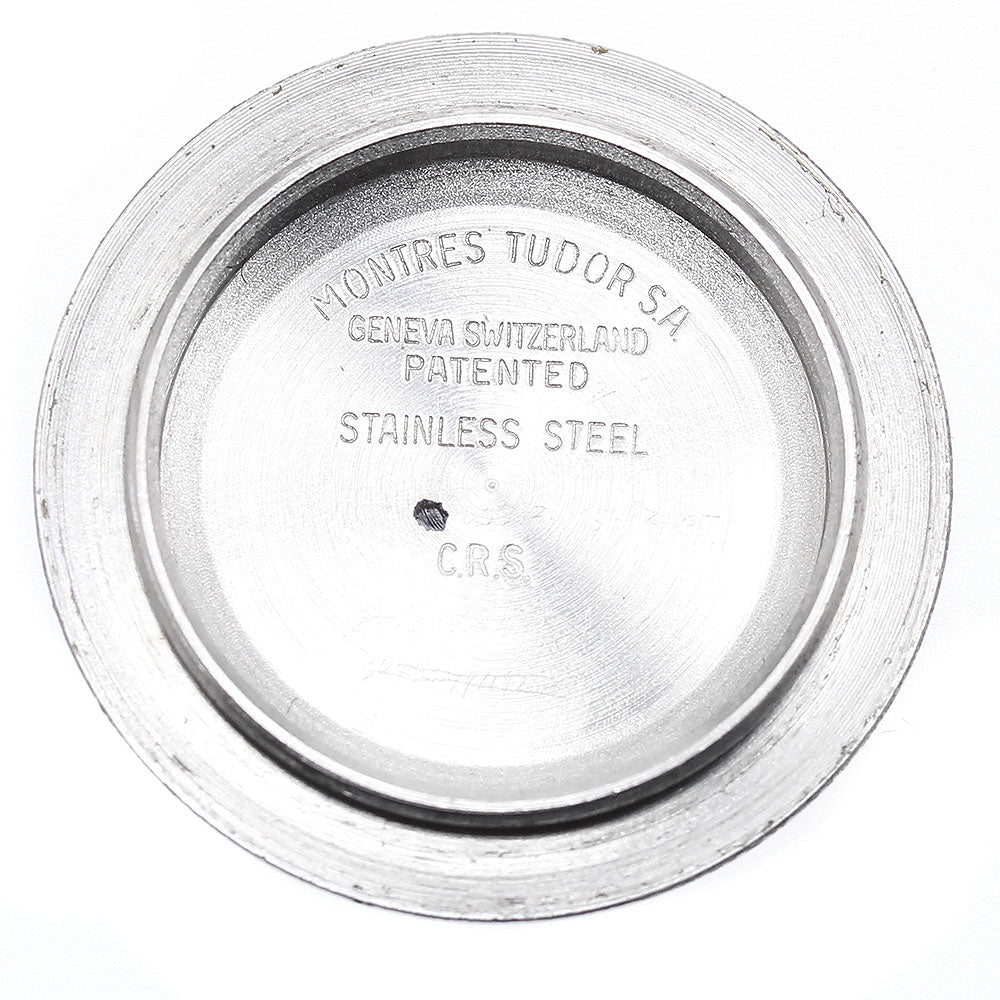 MONTRES TUDOR S.A.
GENEVA SWITZERLAND
PATENTED
STAINLESS STEEL
C.R.S.